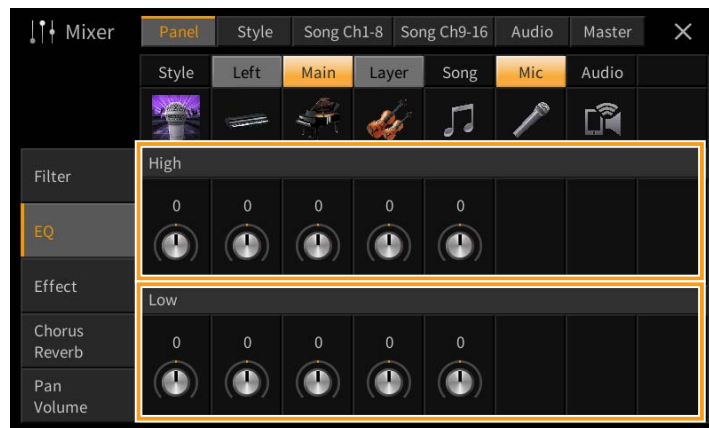 Mixer
Panel Style Song Ch1-8 Song Ch9-16 Audio Master
Style Left Main Layer Song Mic Audio
Filter
EQ
Effect
Chorus
Reverb
Pan
Volume
High
0 0 0 0 0
Low
0 0 0 0 0